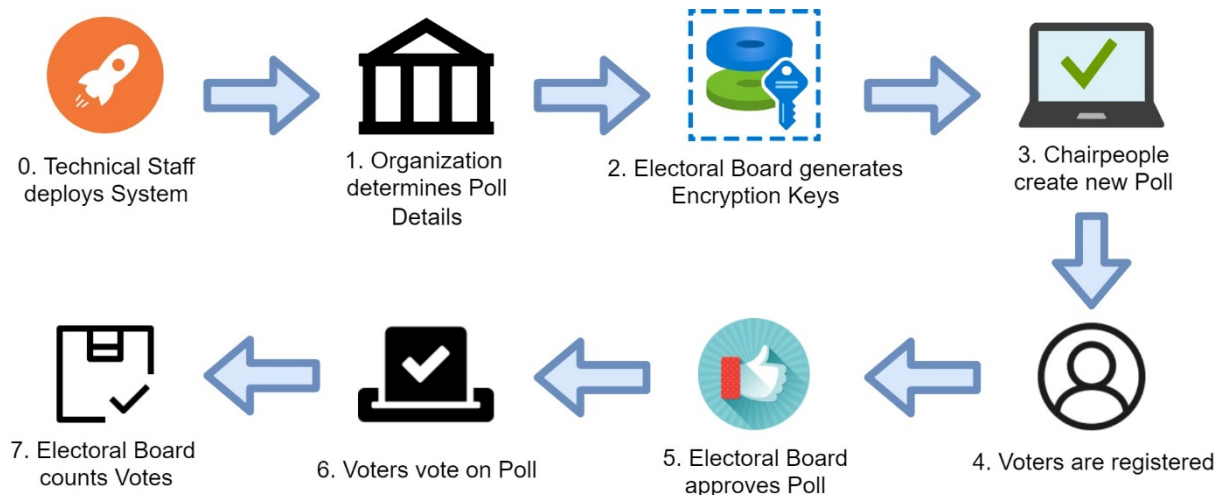 0. Technical Staff
deploys System
1. Organization
determines Poll
Details
2. Electoral Board generates
Encryption Keys
3. Chairpeople
create new Poll
4. Voters are registered
5. Electoral Board
approves Poll
6. Voters vote on Poll
7. Electoral Board
counts Votes